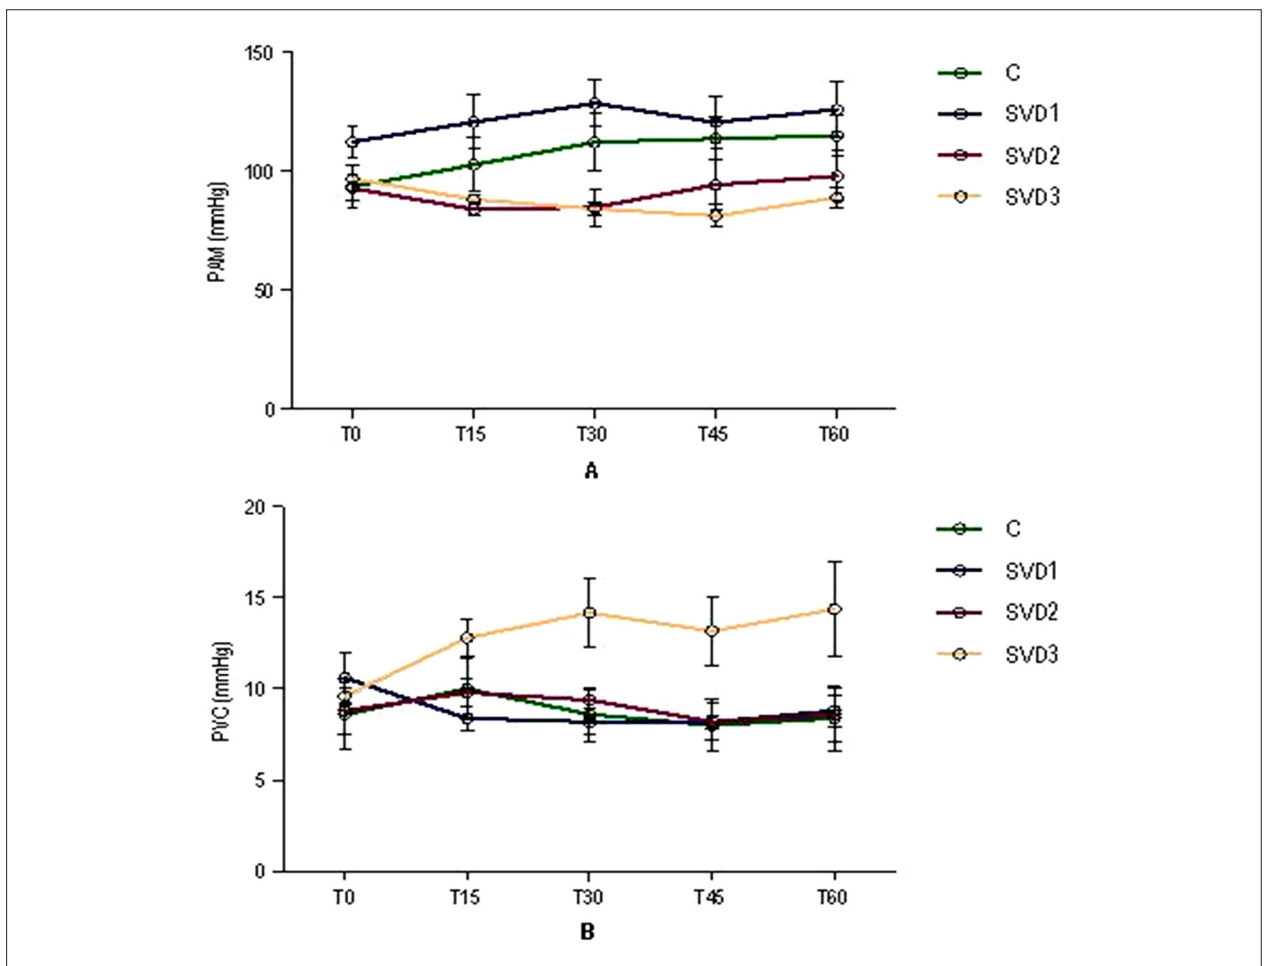 150
100
50
0
PAM (mmHg)
T0 T15 T30 T45 T60
C
SVD1
SVD2
SVD3
A
20
15
10
5
0
PVC (mmHg)
T0 T15 T30 T45 T60
C
SVD1
SVD2
SVD3
B